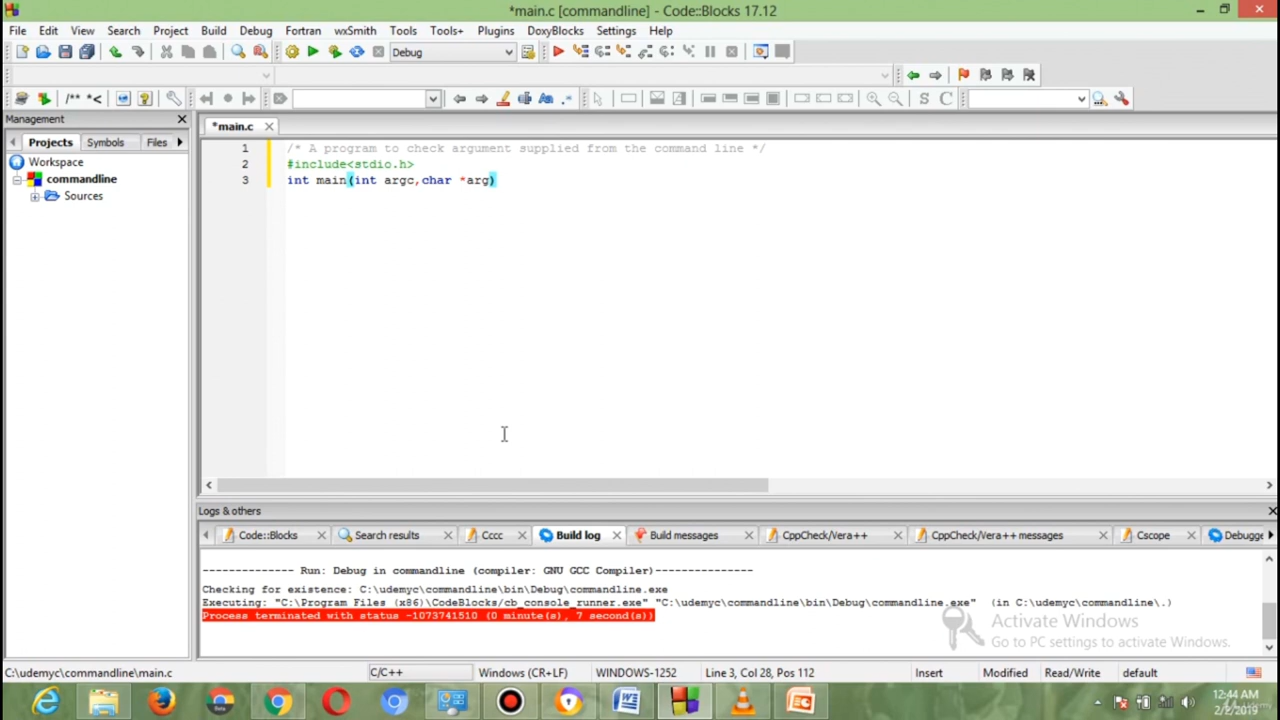 *main.c [commandline] - Code::Blocks 17.12
File Edit View Search Project Build Debug Fortran wxSmith Tools Tools+ Plugins DoxyBlocks Settings Help
Debug
/** *<
S C
Management
Projects Symbols Files
*main.c
Workspace
commandline
Sources
1 /* A program to check argument supplied from the command line */
2 #include<stdio.h>
3 int main(int argc,char *arg)
Logs & others
Code::Blocks Search results Cccc Build log Build messages CppCheck/Vera++ CppCheck/Vera++ messages Cscope Debugge
-------------- Run: Debug in commandline (compiler: GNU GCC Compiler)---------------
Checking for existence: C:\udemyc\commandline\bin\Debug\commandline.exe
Executing: "C:\Program Files (x86)\CodeBlocks/cb_console_runner.exe" "C:\udemyc\commandline\bin\Debug\commandline.exe"  (in C:\udemyc\commandline\.)
Process terminated with status -1073741510 (0 minute(s), 7 second(s))
Activate Windows
Go to PC settings to activate Windows.
C:\udemyc\commandline\main.c C/C++ Windows (CR+LF) WINDOWS-1252 Line 3, Col 28, Pos 112 Insert Modified Read/Write default
12:44 AM
2/2/2019